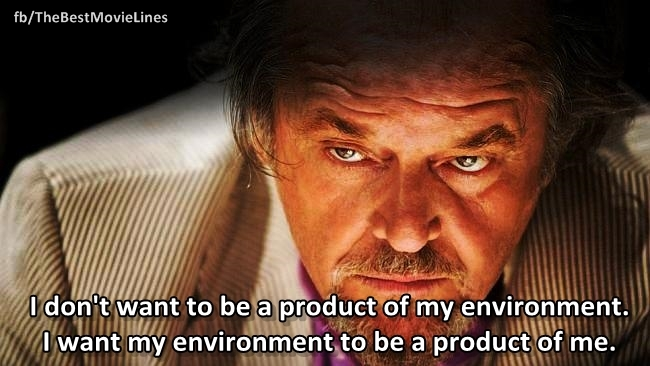 fb/TheBestMovieLines
I don't want to be a product of my environment.
I want my environment to be a product of me.